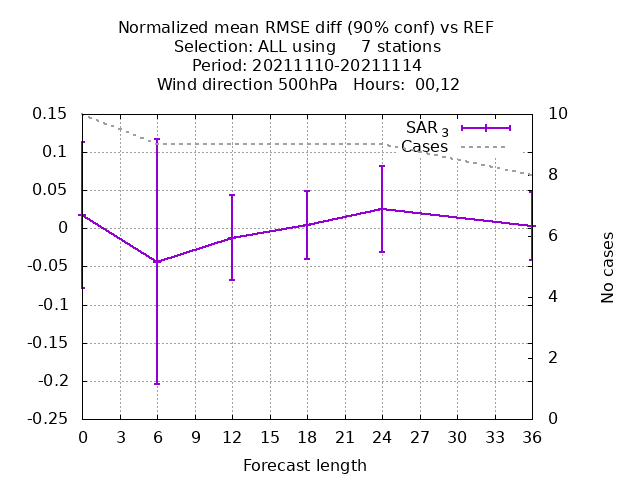 Normalized mean RMSE diff (90% conf) vs REF
Selection: ALL using     7 stations
Period: 20211110-20211114
Wind direction 500hPa   Hours:  00,12
0.15
0.1
0.05
0
-0.05
-0.1
-0.15
-0.2
-0.25
10
8
6
4
2
0
SAR 3
Cases
No cases
0 3 6 9 12 15 18 21 24 27 30 33 36
Forecast length